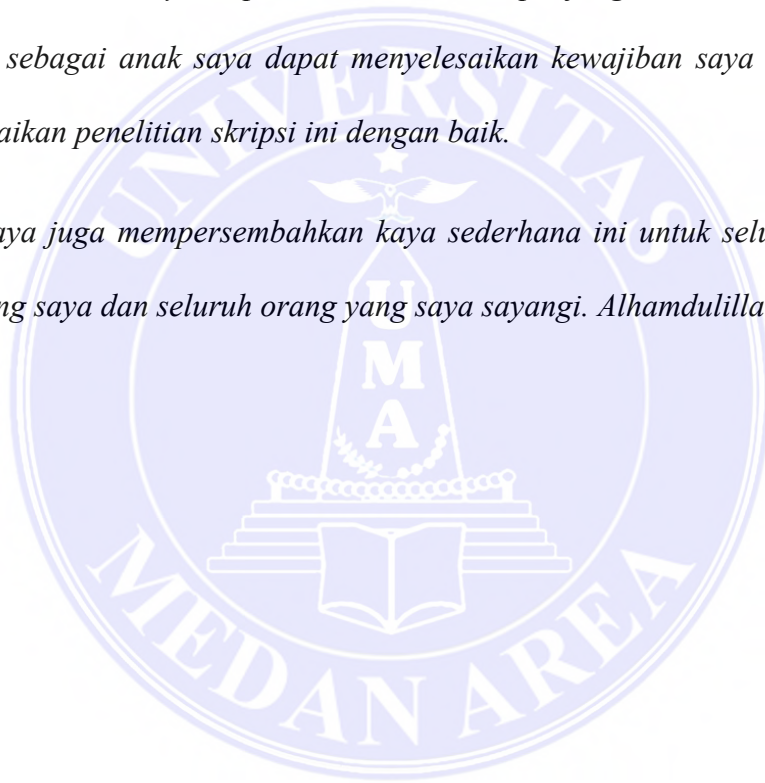 sebagai anak saya dapat menyelesaikan kewajiban saya
aikan penelitian skripsi ini dengan baik.
aya juga mempersembahkan kaya sederhana ini untuk selu
ng saya dan seluruh orang yang saya sayangi. Alhamdulilla
UNIVERSITAS
U
M
A
MEDAN AREA